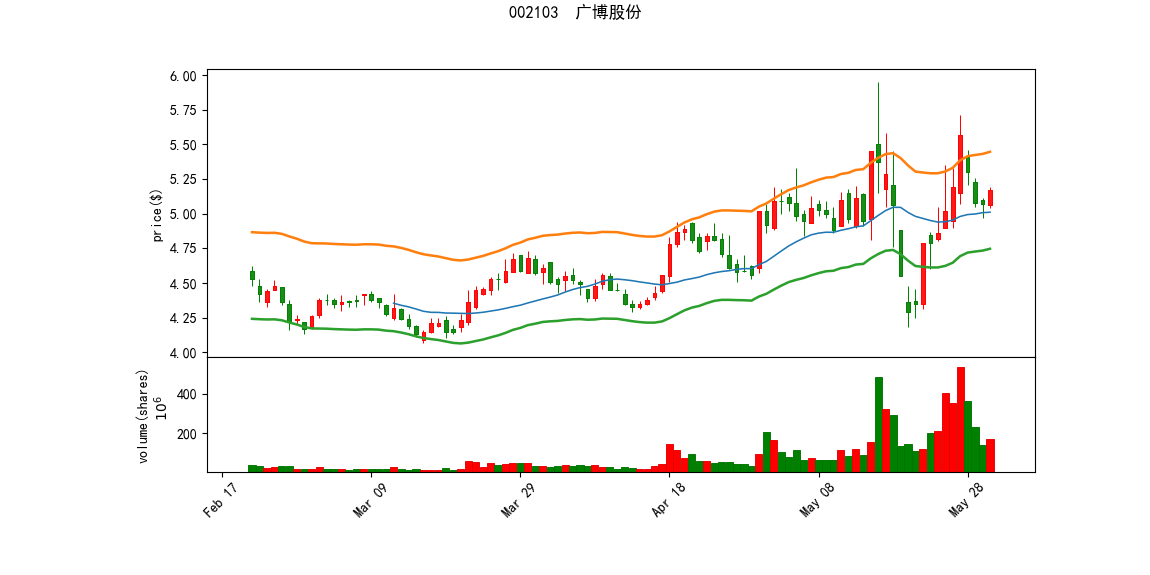 002103 广博股份
price($)
6.00
5.75
5.50
5.25
5.00
4.75
4.50
4.25
4.00
volume(shares)
10^6
400
200
Feb 17
Mar 09
Mar 29
Apr 18
May 08
May 28